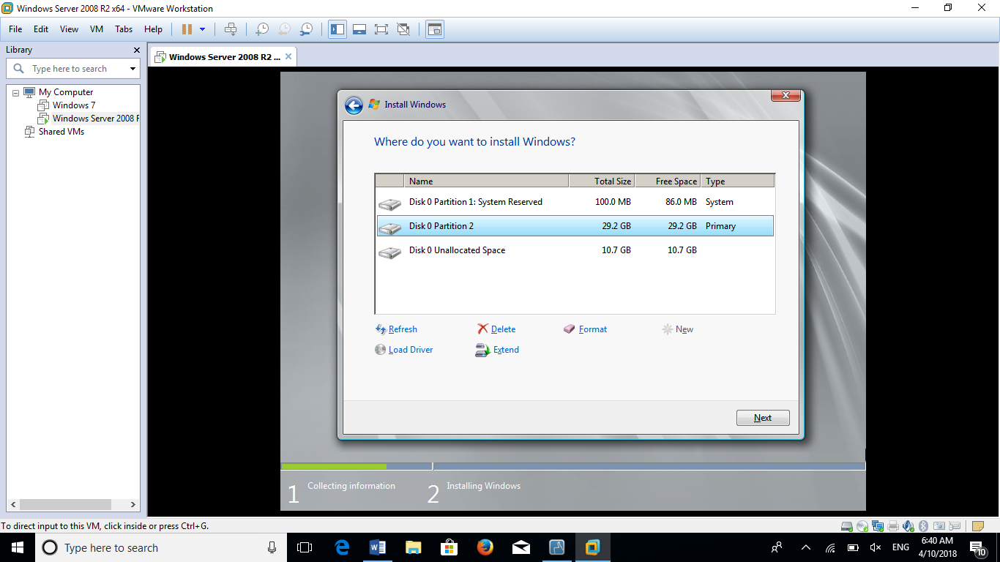 Windows Server 2008 R2 x64 - VMware Workstation
File Edit View VM Tabs Help
Library
Windows Server 2008 R2 ...
Type here to search
My Computer
Windows 7
Windows Server 2008 R
Shared VMs
Install Windows
Where do you want to install Windows?
Name Total Size Free Space Type
Disk 0 Partition 1: System Reserved 100.0 MB 86.0 MB System
Disk 0 Partition 2 29.2 GB 29.2 GB Primary
Disk 0 Unallocated Space 10.7 GB 10.7 GB
Refresh Delete Format New
Load Driver Extend
Next
1 Collecting information 2 Installing Windows
To direct input to this VM, click inside or press Ctrl+G.
Type here to search
ENG
6:40 AM
4/10/2018
10